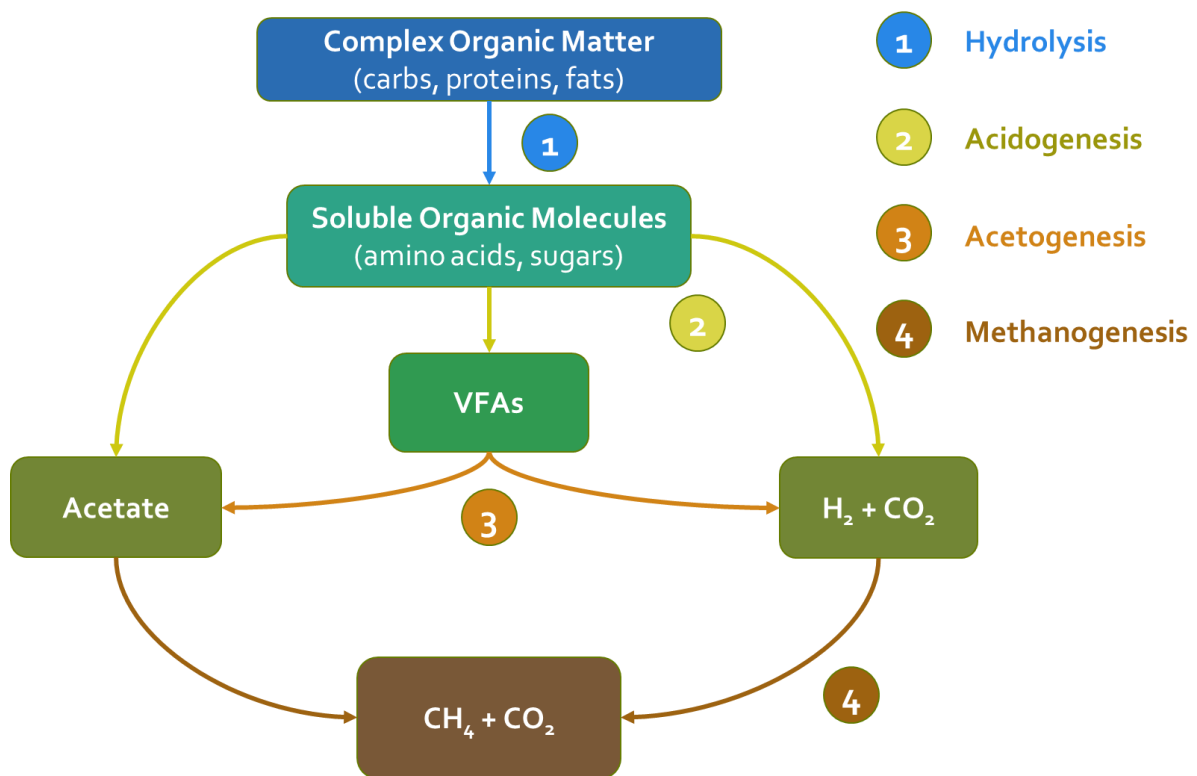 Complex Organic Matter
(carbs, proteins, fats)
1
Soluble Organic Molecules
(amino acids, sugars)
2
VFAs
Acetate
3
H₂ + CO₂
4
CH₄ + CO₂
1 Hydrolysis
2 Acidogenesis
3 Acetogenesis
4 Methanogenesis